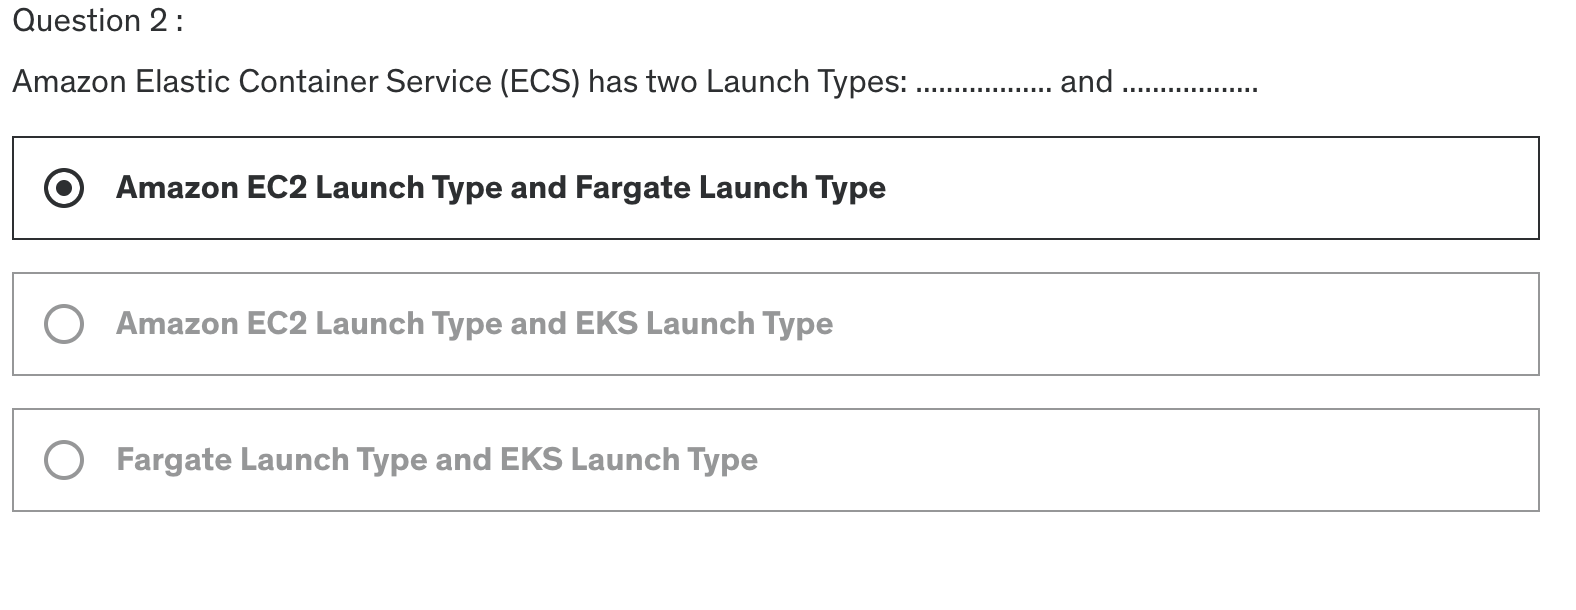 Question 2 :
Amazon Elastic Container Service (ECS) has two Launch Types: .................. and ..................
Amazon EC2 Launch Type and Fargate Launch Type
Amazon EC2 Launch Type and EKS Launch Type
Fargate Launch Type and EKS Launch Type